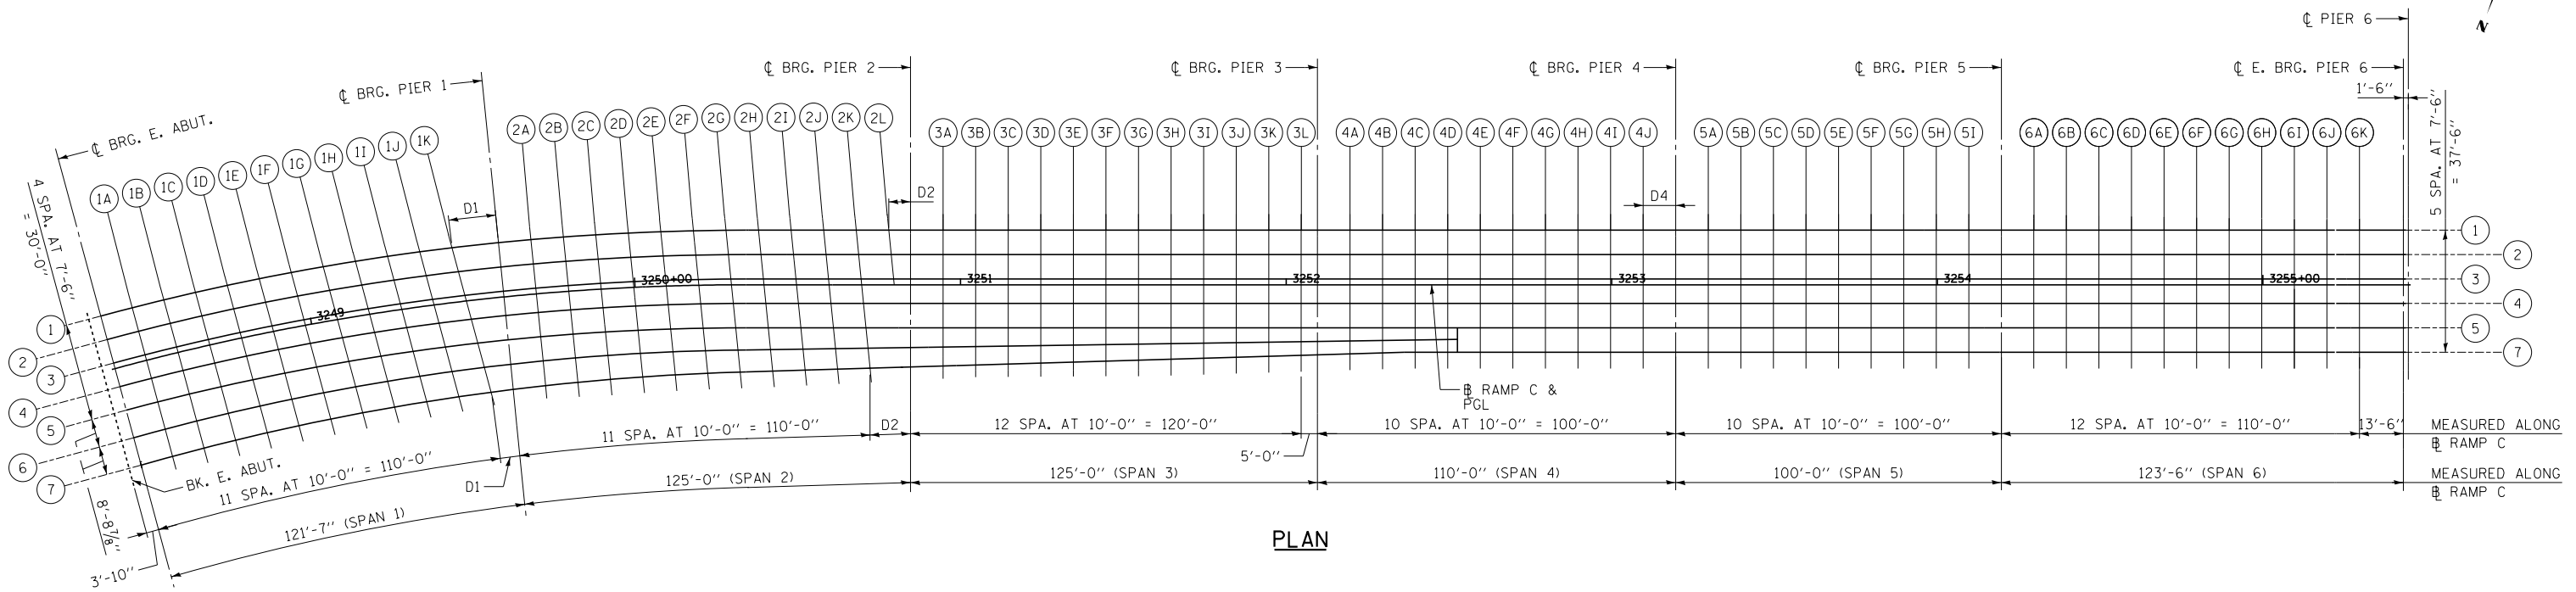 ℄ PIER 6
N
℄ BRG. PIER 2
℄ BRG. PIER 3
℄ BRG. PIER 4
℄ BRG. PIER 5
℄ E. BRG. PIER 6
℄ BRG. PIER 1
1'-6''
℄ BRG. E. ABUT.
1A 1B 1C 1D 1E 1F 1G 1H 1I 1J 1K
2A 2B 2C 2D 2E 2F 2G 2H 2I 2J 2K 2L
3A 3B 3C 3D 3E 3F 3G 3H 3I 3J 3K 3L
4A 4B 4C 4D 4E 4F 4G 4H 4I 4J
5A 5B 5C 5D 5E 5F 5G 5H 5I
6A 6B 6C 6D 6E 6F 6G 6H 6I 6J 6K
5 SPA. AT 7'-6''
= 37'-6''
4 SPA. AT 7'-6''
= 30'-0''
D1
D2
D4
3249
3250+00
3251
3252
3253
3254
3255+00
1
2
3
4
5
7
1
2
3
4
5
6
7
℄ RAMP C &
PGL
BK. E. ABUT.
8'-8⅞''
3'-10''
11 SPA. AT 10'-0'' = 110'-0''
D1
11 SPA. AT 10'-0'' = 110'-0''
D2
12 SPA. AT 10'-0'' = 120'-0''
5'-0''
10 SPA. AT 10'-0'' = 100'-0''
10 SPA. AT 10'-0'' = 100'-0''
12 SPA. AT 10'-0'' = 110'-0''
13'-6''
MEASURED ALONG
℄ RAMP C
121'-7'' (SPAN 1)
125'-0'' (SPAN 2)
125'-0'' (SPAN 3)
110'-0'' (SPAN 4)
100'-0'' (SPAN 5)
123'-6'' (SPAN 6)
MEASURED ALONG
℄ RAMP C
PLAN